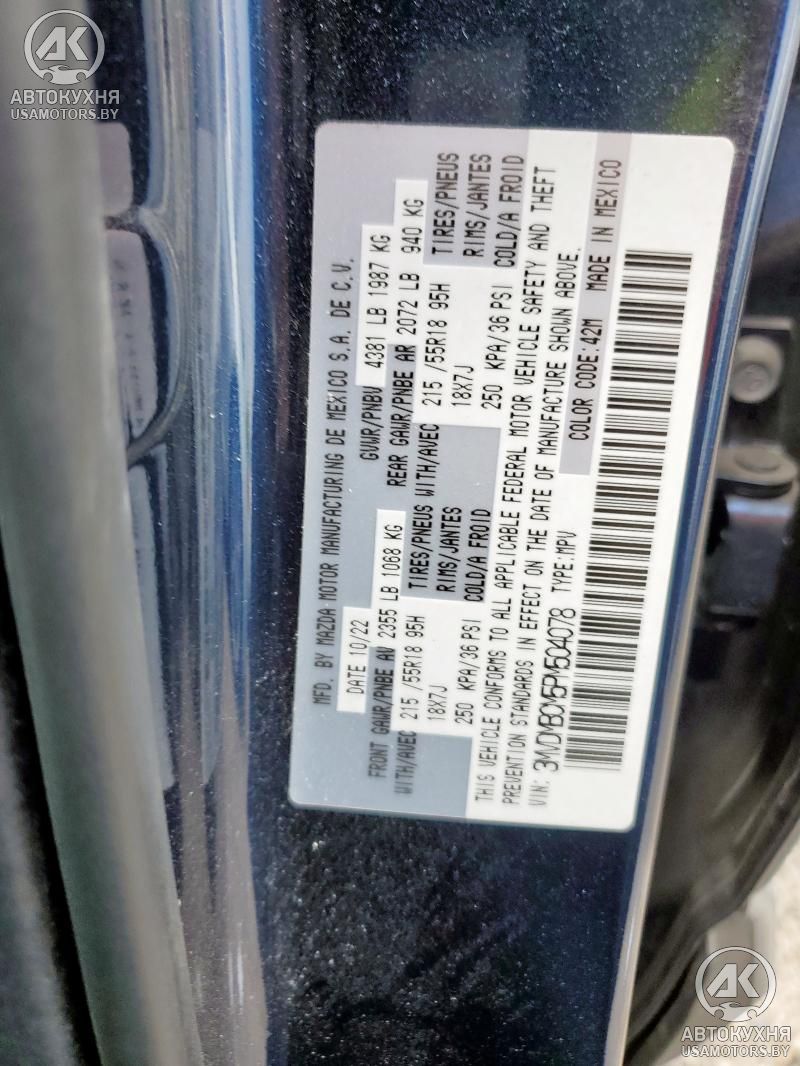 АК
АВТОКУХНЯ
USAMOTORS.BY
MFD. BY MAZDA MOTOR MANUFACTURING DE MEXICO S.A. DE C.V.
DATE 10/22 GVWR/PNBV 4381 LB 1987 KG
FRONT GAWR/PNBE AV 2355 LB 1068 KG REAR GAWR/PNBE AR 2072 LB 940 KG
WITH/AVEC 215 /55R18 95H TIRES/PNEUS WITH/AVEC 215 /55R18 95H TIRES/PNEUS
18X7J RIMS/JANTES 18X7J RIMS/JANTES
250 KPA/36 PSI COLD/A FROID 250 KPA/36 PSI COLD/A FROID
THIS VEHICLE CONFORMS TO ALL APPLICABLE FEDERAL MOTOR VEHICLE SAFETY AND THEFT
PREVENTION STANDARDS IN EFFECT ON THE DATE OF MANUFACTURE SHOWN ABOVE.
VIN: 3MVDMBCM5PM504078 TYPE:MPV COLOR CODE:42M MADE IN MEXICO
АК
АВТОКУХНЯ
USAMOTORS.BY